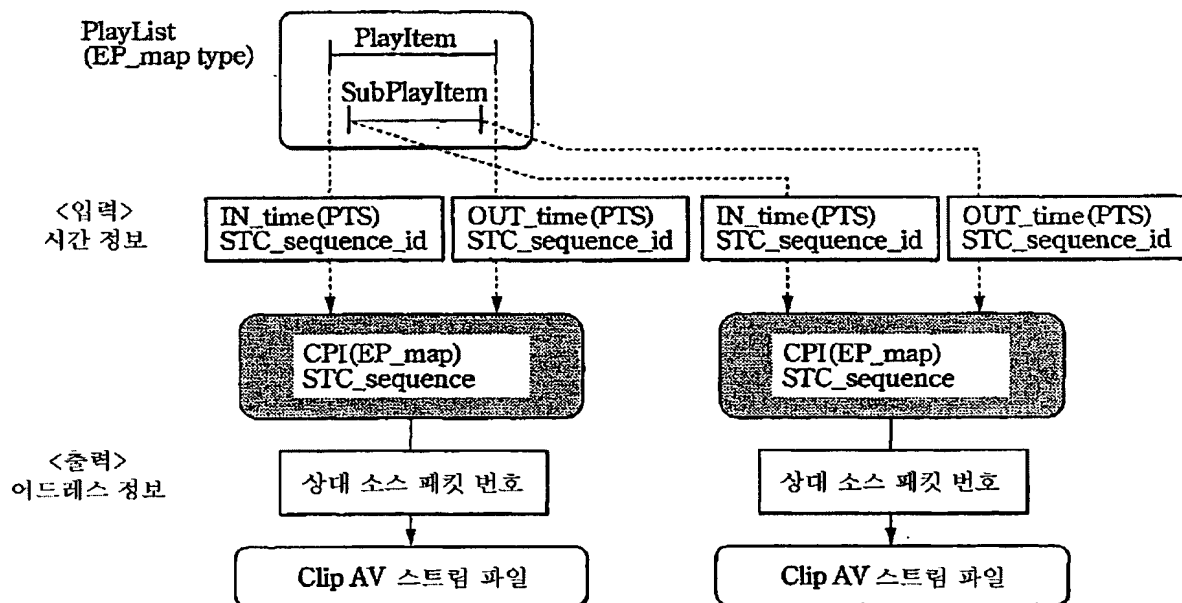 PlayList
(EP_map type)
PlayItem
SubPlayItem
<입력>
시간 정보
IN_time(PTS)
STC_sequence_id
OUT_time(PTS)
STC_sequence_id
IN_time(PTS)
STC_sequence_id
OUT_time(PTS)
STC_sequence_id
CPI(EP_map)
STC_sequence
CPI(EP_map)
STC_sequence
<출력>
어드레스 정보
상대 소스 패킷 번호
상대 소스 패킷 번호
Clip AV 스트림 파일
Clip AV 스트림 파일